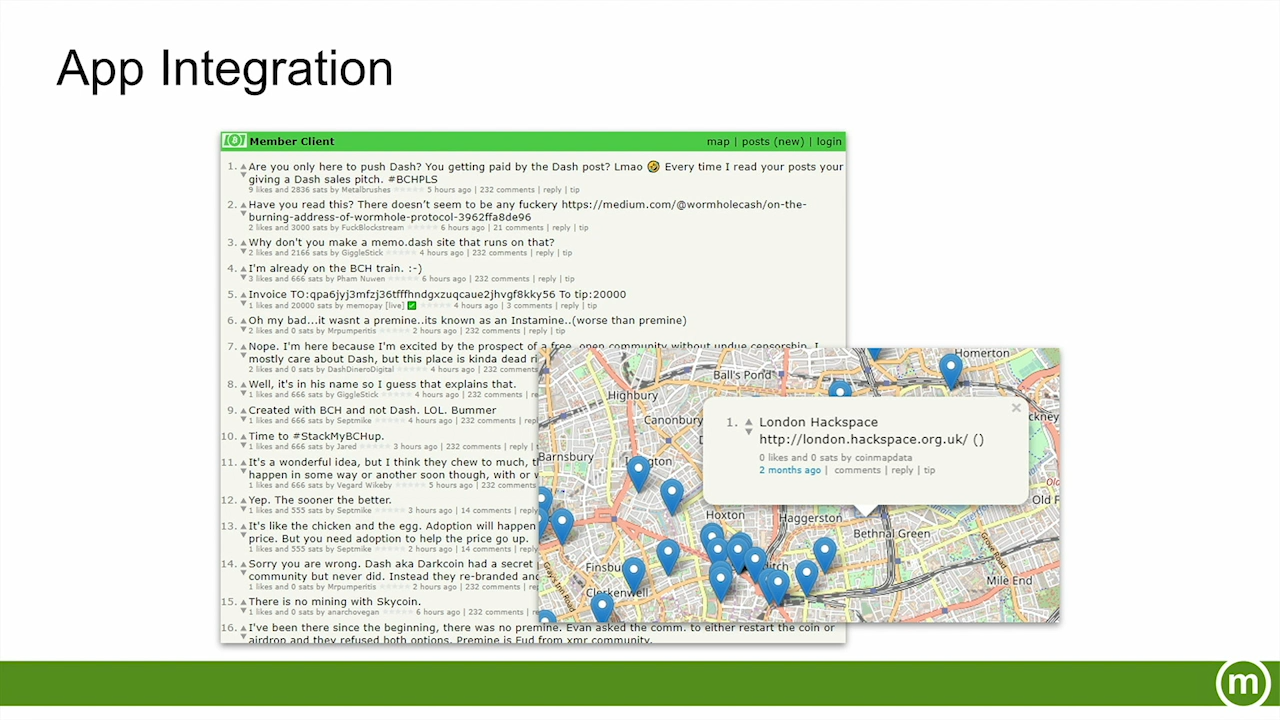 App Integration
Member Client
map | posts (new) | login
1. Are you only here to push Dash? You getting paid by the Dash post? Lmao 🤣 Every time I read your posts your
giving a Dash sales pitch. #BCHPLS
9 likes and 2836 sats by Metalbrushes 5 hours ago | 232 comments | reply | tip
2. Have you read this? There doesn't seem to be any fuckery https://medium.com/@wormholecash/on-the-
burning-address-of-wormhole-protocol-3962ffa8de96
2 likes and 3000 sats by FuckBlockstream 6 hours ago | 21 comments | reply | tip
3. Why don't you make a memo.dash site that runs on that?
2 likes and 2166 sats by GiggleStick 4 hours ago | 232 comments | reply | tip
4. I'm already on the BCH train. :-)
3 likes and 666 sats by Pham Nuwen 6 hours ago | 232 comments | reply | tip
5. Invoice TO:qpa6jyj3mfzj36tfffhndgxzuqcaue2jhvgf8kky56 To tip:20000
1 likes and 20000 sats by memopay [live] 4 hours ago | 3 comments | reply | tip
6. Oh my bad...it wasnt a premine..its known as an Instamine..(worse than premine)
2 likes and 0 sats by Mrpumperitis 2 hours ago | 232 comments | reply | tip
7. Nope. I'm here because I'm excited by the prospect of a free, open community without undue censorship. I
mostly care about Dash, but this place is kinda dead
2 likes and 0 sats by DashDineroDigital 4 hours ago | 232 comments
8. Well, it's in his name so I guess that explains that.
1 likes and 666 sats by GiggleStick 4 hours ago | 232 comments
9. Created with BCH and not Dash. LOL. Bummer
1 likes and 666 sats by Septmike 4 hours ago | 232 comments | reply
10. Time to #StackMyBCHup.
1 likes and 666 sats by Jared 3 hours ago | 232 comments | reply
11. It's a wonderful idea, but I think they chew to much,
happen in some way or another soon though, with or
1 likes and 666 sats by Vegard Wikeby 5 hours ago | 232 comments
12. Yep. The sooner the better.
1 likes and 555 sats by Septmike 3 hours ago | 14 comments | reply
13. It's like the chicken and the egg. Adoption will happen
price. But you need adoption to help the price go up.
1 likes and 555 sats by Septmike 2 hours ago | 14 comments | reply
14. Sorry you are wrong. Dash aka Darkcoin had a secret
community but never did. Instead they re-branded and
1 likes and 0 sats by Mrpumperitis 2 hours ago | 232 comments
15. There is no mining with Skycoin.
1 likes and 0 sats by anarchovegan 6 hours ago | 232 comments
16. I've been there since the beginning, there was no premine. Evan asked the comm. to either restart the coin or
airdrop and they refused both options. Premine is Fud from xmr community.
Homerton
Ball's Pond
Highbury
Canonbury
Barnsbury
Hoxton
Haggerston
Bethnal Green
Old F
Clerkenwell
Mile End
Grove Road
1. London Hackspace
http://london.hackspace.org.uk/ ()
0 likes and 0 sats by coinmapdata
2 months ago | comments | reply | tip
m